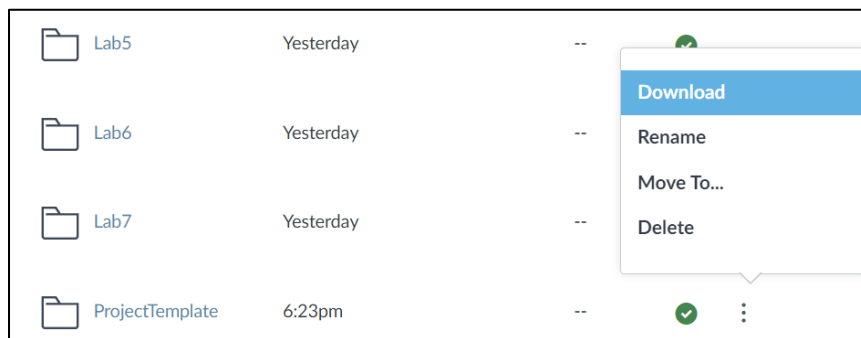 Lab5 Yesterday --
Download
Lab6 Yesterday -- Rename
Move To...
Lab7 Yesterday -- Delete
ProjectTemplate 6:23pm --